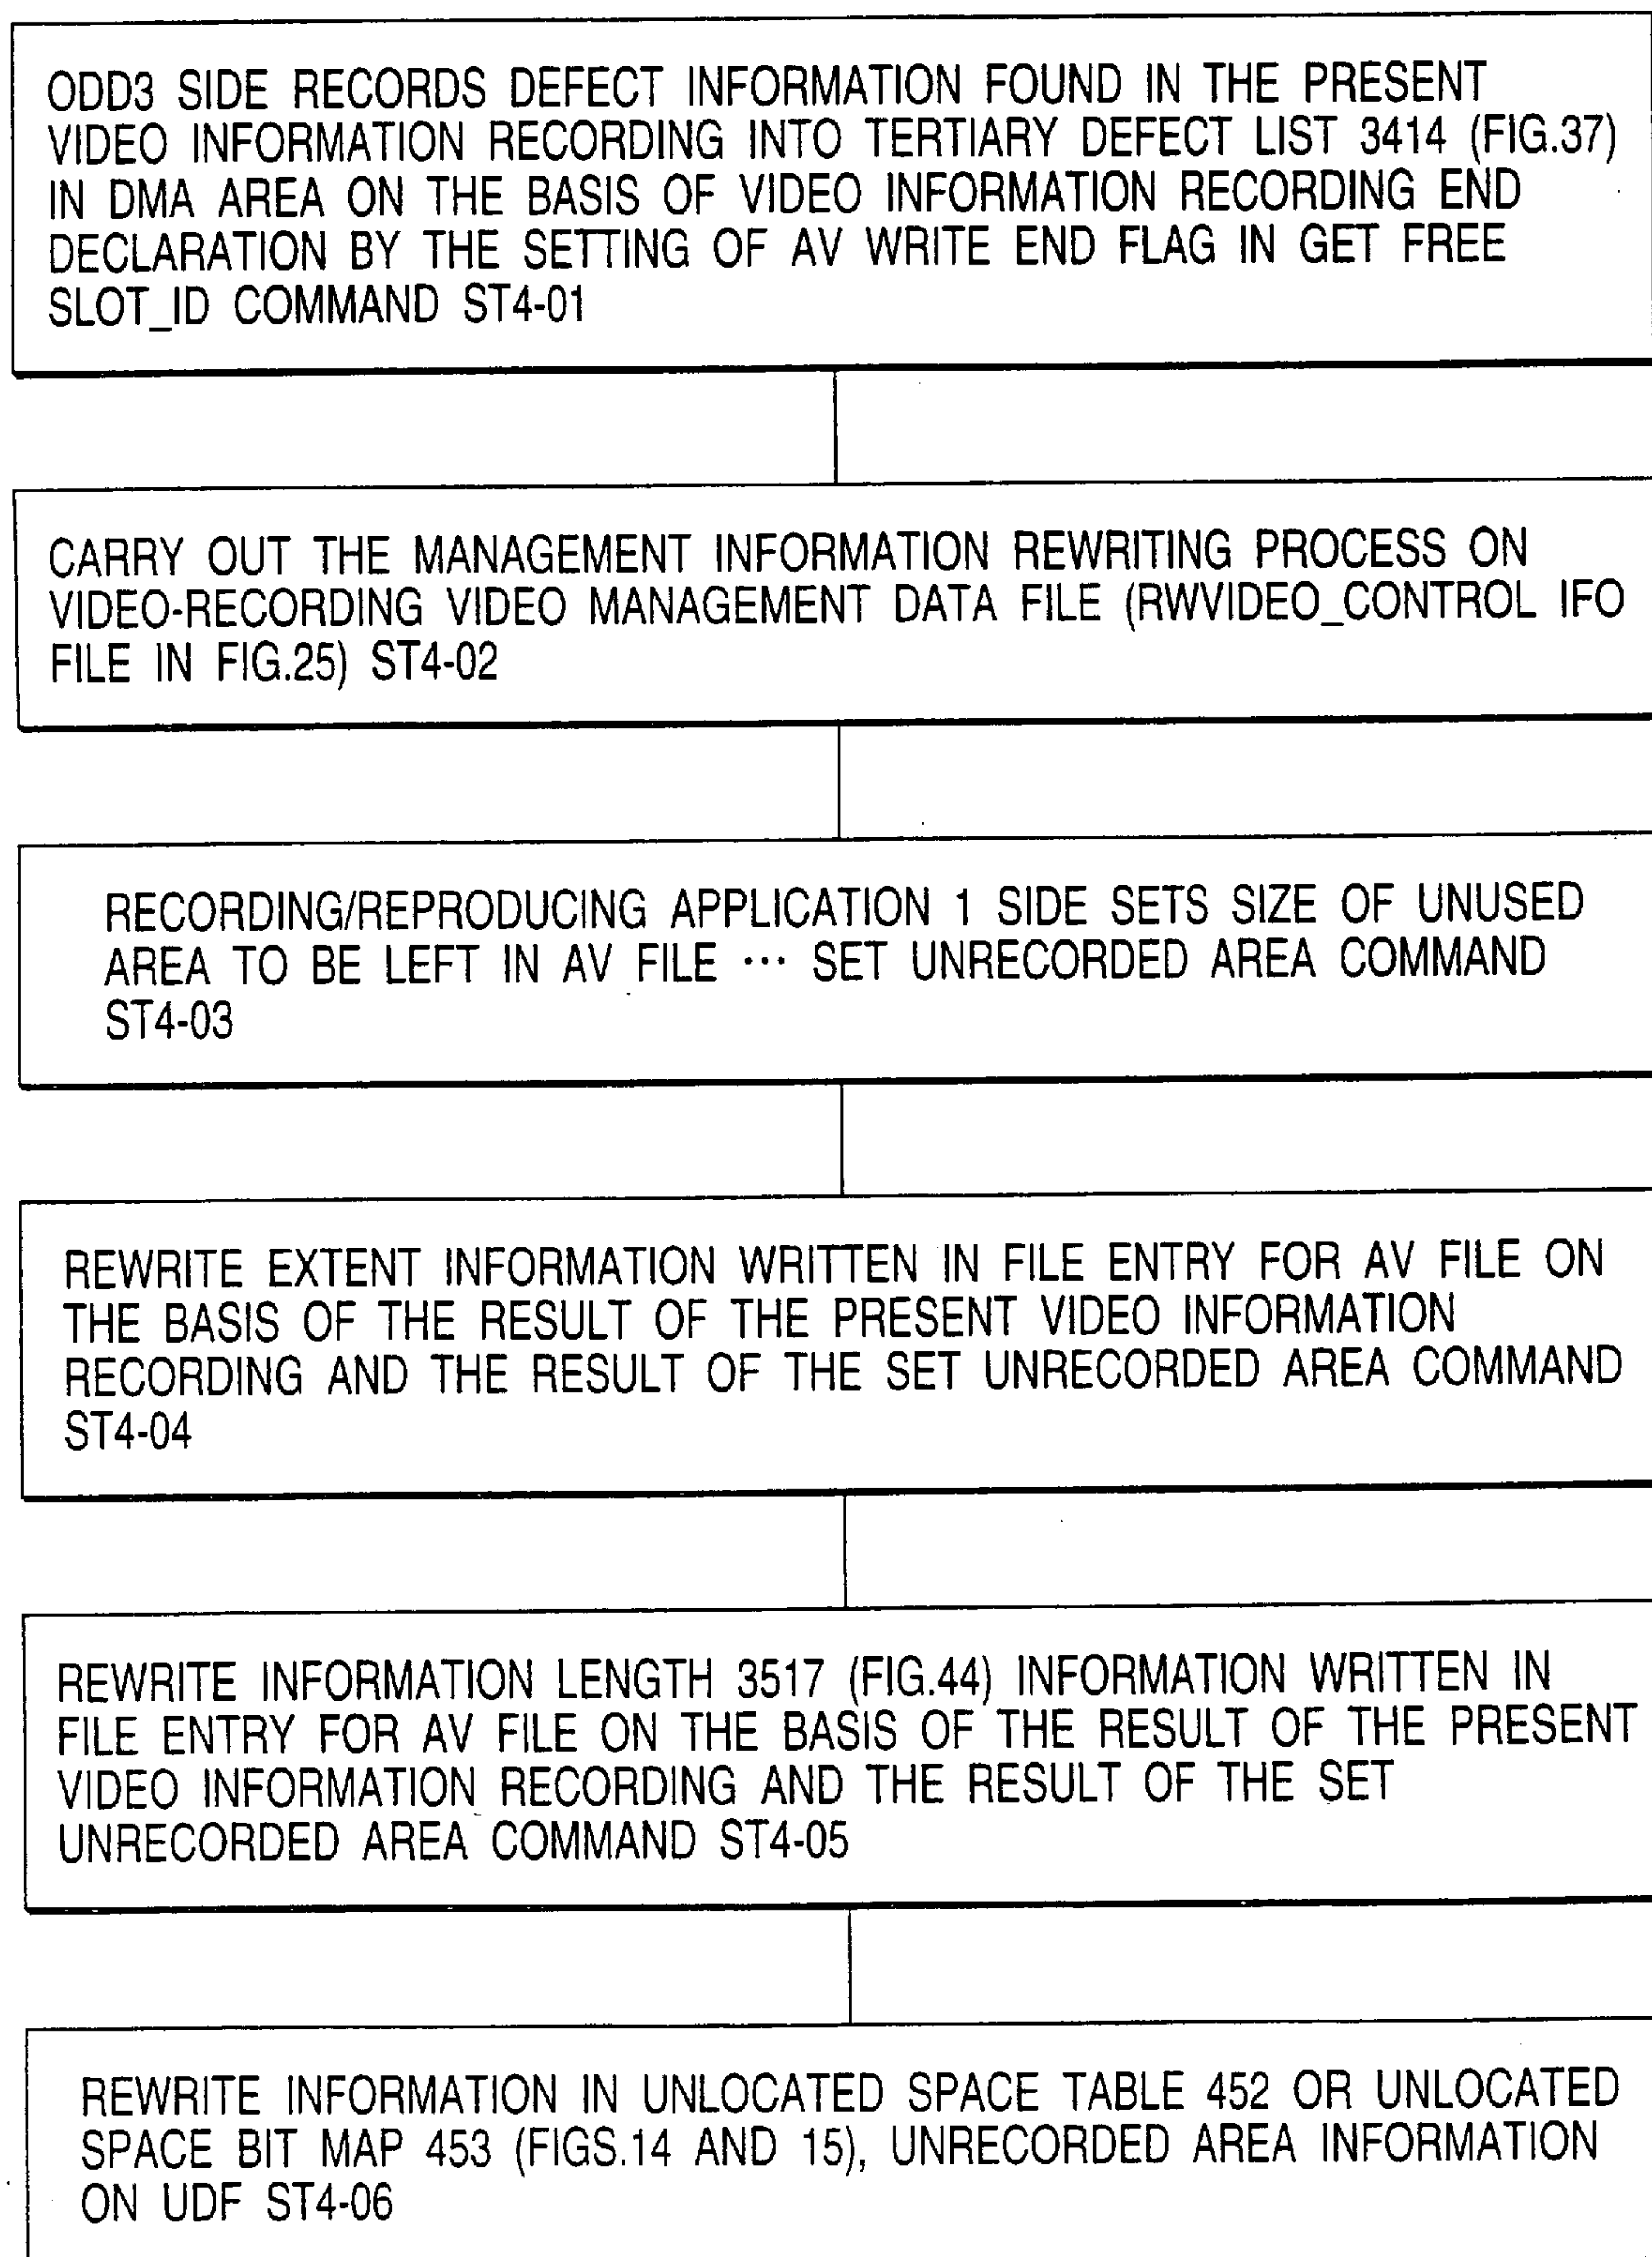 ODD3 SIDE RECORDS DEFECT INFORMATION FOUND IN THE PRESENT
VIDEO INFORMATION RECORDING INTO TERTIARY DEFECT LIST 3414 (FIG.37)
IN DMA AREA ON THE BASIS OF VIDEO INFORMATION RECORDING END
DECLARATION BY THE SETTING OF AV WRITE END FLAG IN GET FREE
SLOT_ID COMMAND ST4-01
CARRY OUT THE MANAGEMENT INFORMATION REWRITING PROCESS ON
VIDEO-RECORDING VIDEO MANAGEMENT DATA FILE (RWVIDEO_CONTROL IFO
FILE IN FIG.25) ST4-02
RECORDING/REPRODUCING APPLICATION 1 SIDE SETS SIZE OF UNUSED
AREA TO BE LEFT IN AV FILE ··· SET UNRECORDED AREA COMMAND
ST4-03
REWRITE EXTENT INFORMATION WRITTEN IN FILE ENTRY FOR AV FILE ON
THE BASIS OF THE RESULT OF THE PRESENT VIDEO INFORMATION
RECORDING AND THE RESULT OF THE SET UNRECORDED AREA COMMAND
ST4-04
REWRITE INFORMATION LENGTH 3517 (FIG.44) INFORMATION WRITTEN IN
FILE ENTRY FOR AV FILE ON THE BASIS OF THE RESULT OF THE PRESENT
VIDEO INFORMATION RECORDING AND THE RESULT OF THE SET
UNRECORDED AREA COMMAND ST4-05
REWRITE INFORMATION IN UNLOCATED SPACE TABLE 452 OR UNLOCATED
SPACE BIT MAP 453 (FIGS.14 AND 15), UNRECORDED AREA INFORMATION
ON UDF ST4-06